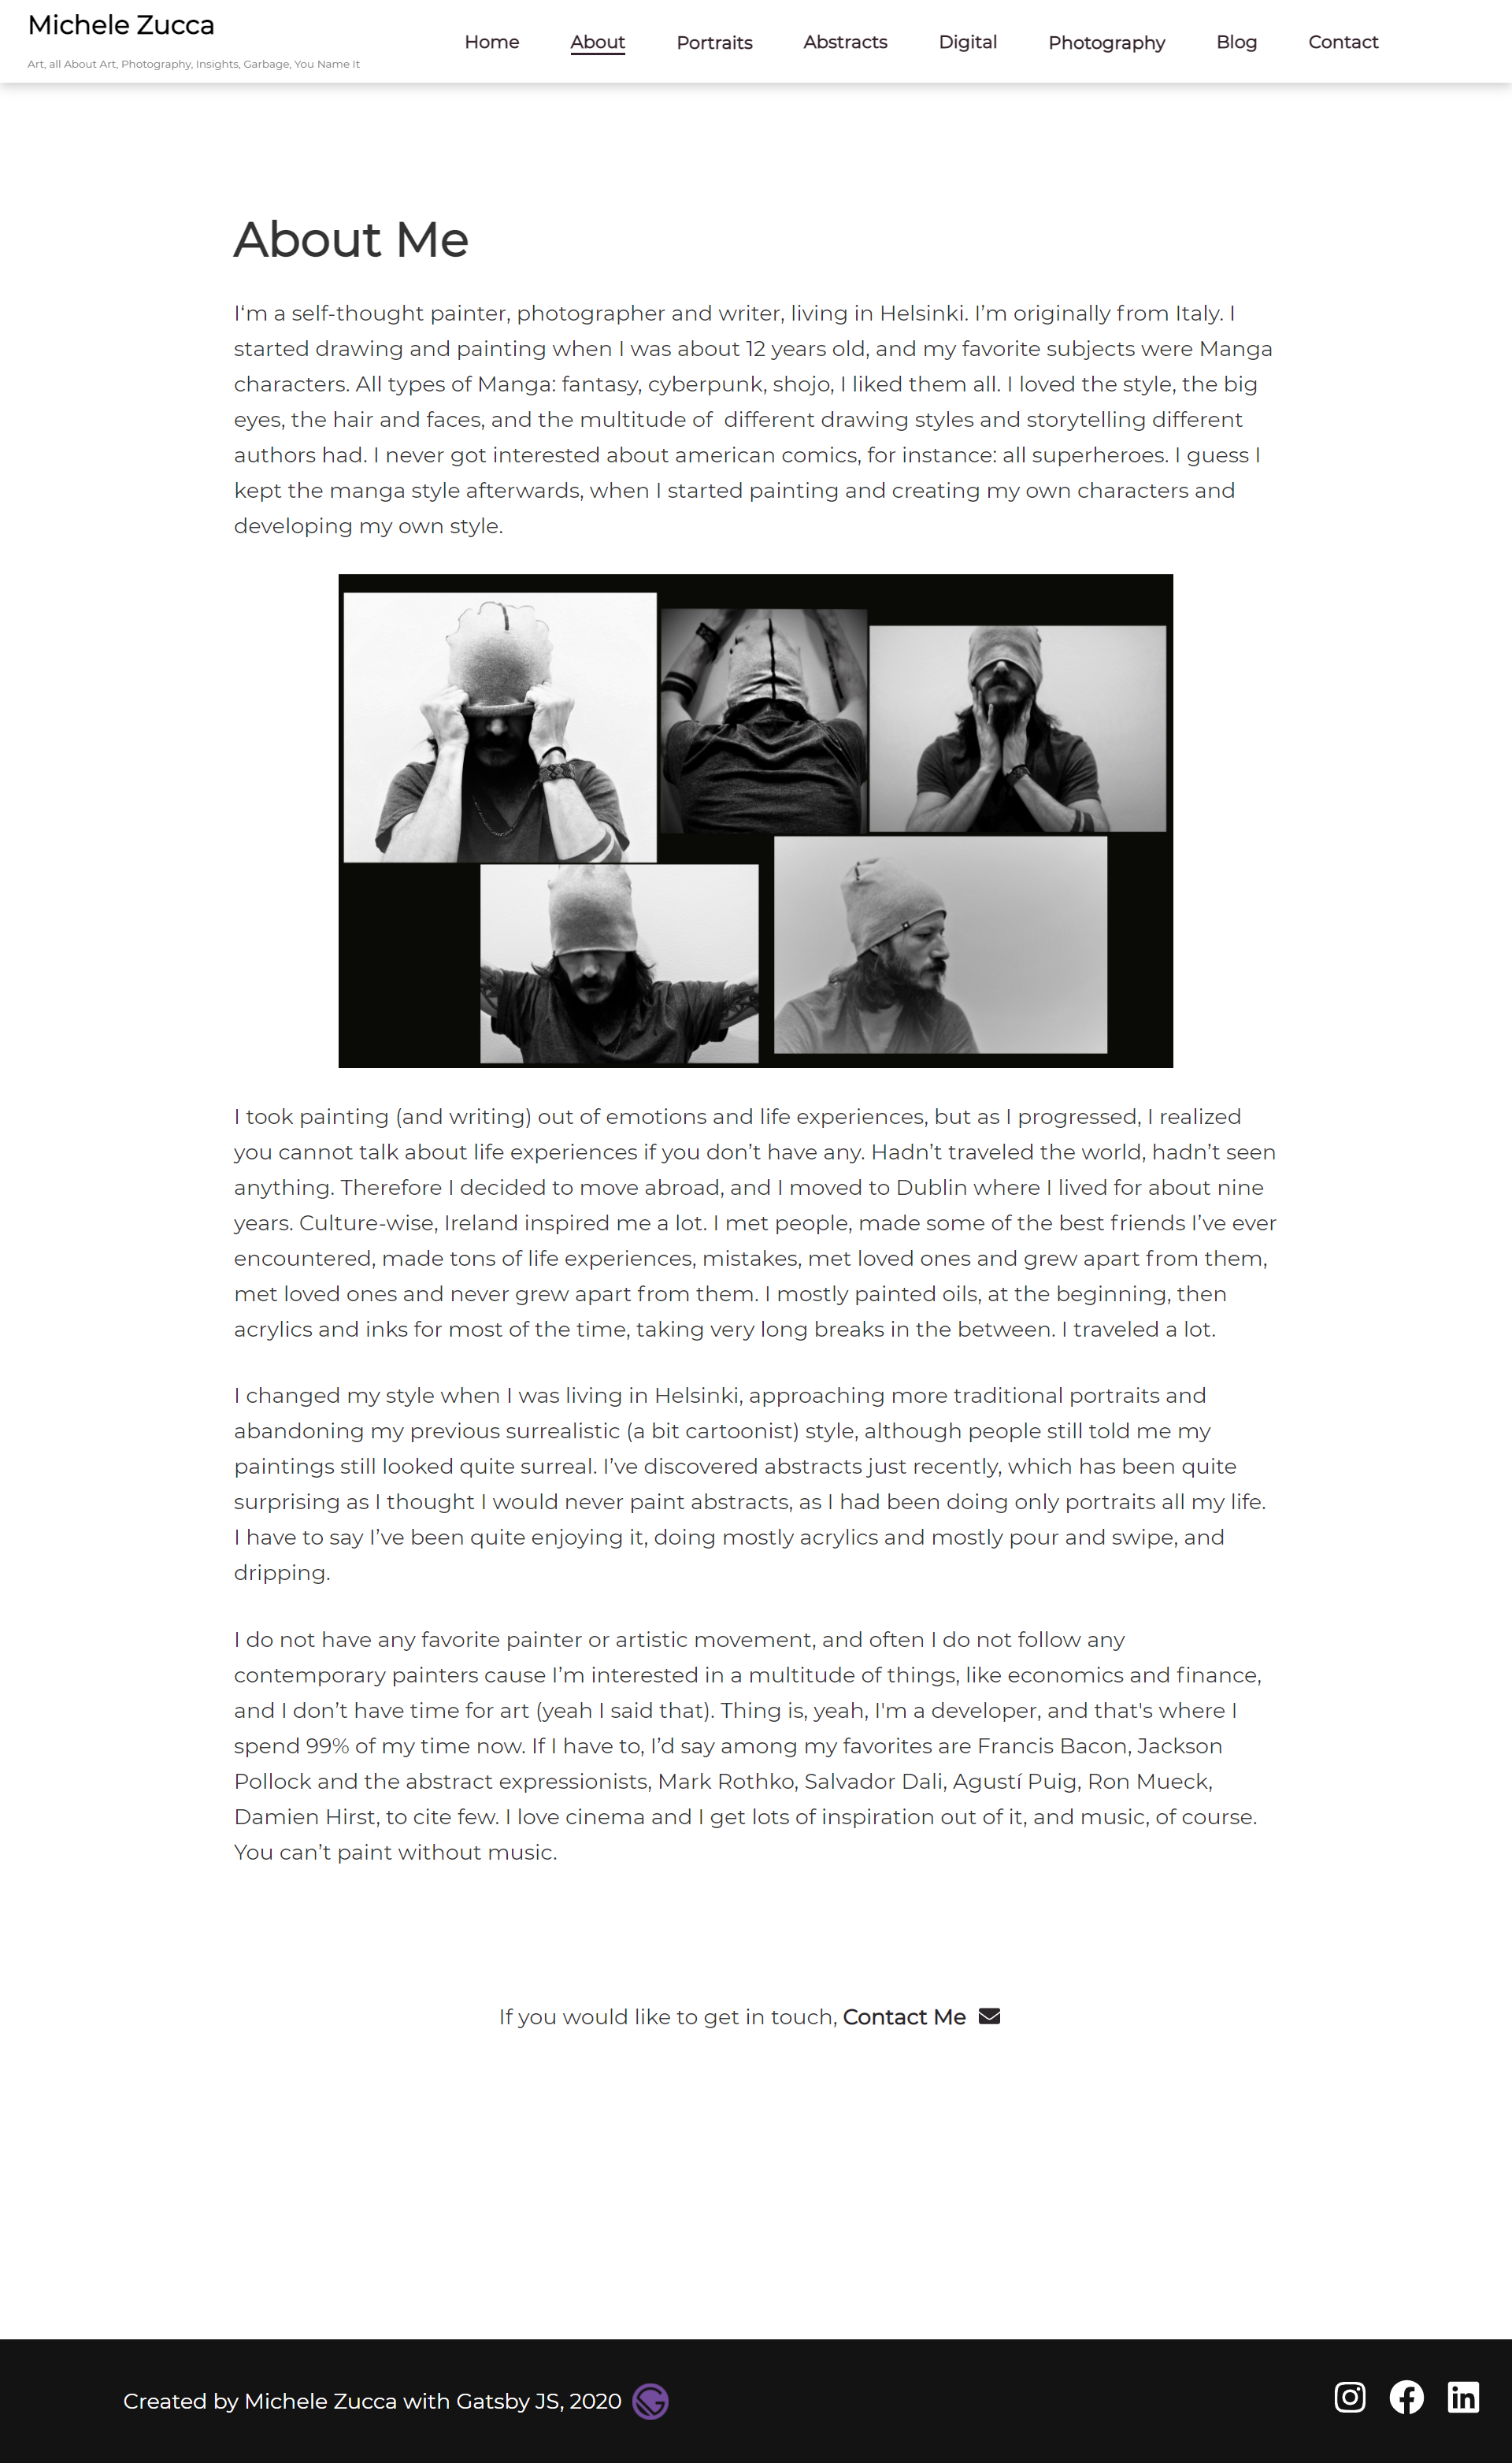 Michele Zucca
Art, all About Art, Photography, Insights, Garbage, You Name It
Home About Portraits Abstracts Digital Photography Blog Contact
About Me
I‘m a self-thought painter, photographer and writer, living in Helsinki. I’m originally from Italy. I
started drawing and painting when I was about 12 years old, and my favorite subjects were Manga
characters. All types of Manga: fantasy, cyberpunk, shojo, I liked them all. I loved the style, the big
eyes, the hair and faces, and the multitude of  different drawing styles and storytelling different
authors had. I never got interested about american comics, for instance: all superheroes. I guess I
kept the manga style afterwards, when I started painting and creating my own characters and
developing my own style.
I took painting (and writing) out of emotions and life experiences, but as I progressed, I realized
you cannot talk about life experiences if you don’t have any. Hadn’t traveled the world, hadn’t seen
anything. Therefore I decided to move abroad, and I moved to Dublin where I lived for about nine
years. Culture-wise, Ireland inspired me a lot. I met people, made some of the best friends I’ve ever
encountered, made tons of life experiences, mistakes, met loved ones and grew apart from them,
met loved ones and never grew apart from them. I mostly painted oils, at the beginning, then
acrylics and inks for most of the time, taking very long breaks in the between. I traveled a lot.
I changed my style when I was living in Helsinki, approaching more traditional portraits and
abandoning my previous surrealistic (a bit cartoonist) style, although people still told me my
paintings still looked quite surreal. I’ve discovered abstracts just recently, which has been quite
surprising as I thought I would never paint abstracts, as I had been doing only portraits all my life.
I have to say I’ve been quite enjoying it, doing mostly acrylics and mostly pour and swipe, and
dripping.
I do not have any favorite painter or artistic movement, and often I do not follow any
contemporary painters cause I’m interested in a multitude of things, like economics and finance,
and I don’t have time for art (yeah I said that). Thing is, yeah, I'm a developer, and that's where I
spend 99% of my time now. If I have to, I’d say among my favorites are Francis Bacon, Jackson
Pollock and the abstract expressionists, Mark Rothko, Salvador Dali, Agustí Puig, Ron Mueck,
Damien Hirst, to cite few. I love cinema and I get lots of inspiration out of it, and music, of course.
You can’t paint without music.
If you would like to get in touch, Contact Me
Created by Michele Zucca with Gatsby JS, 2020